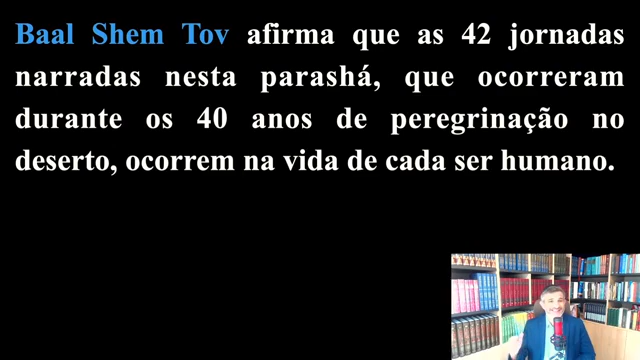 Baal Shem Tov afirma que as 42 jornadas
narradas nesta parashá, que ocorreram
durante os 40 anos de peregrinação no
deserto, ocorrem na vida de cada ser humano.